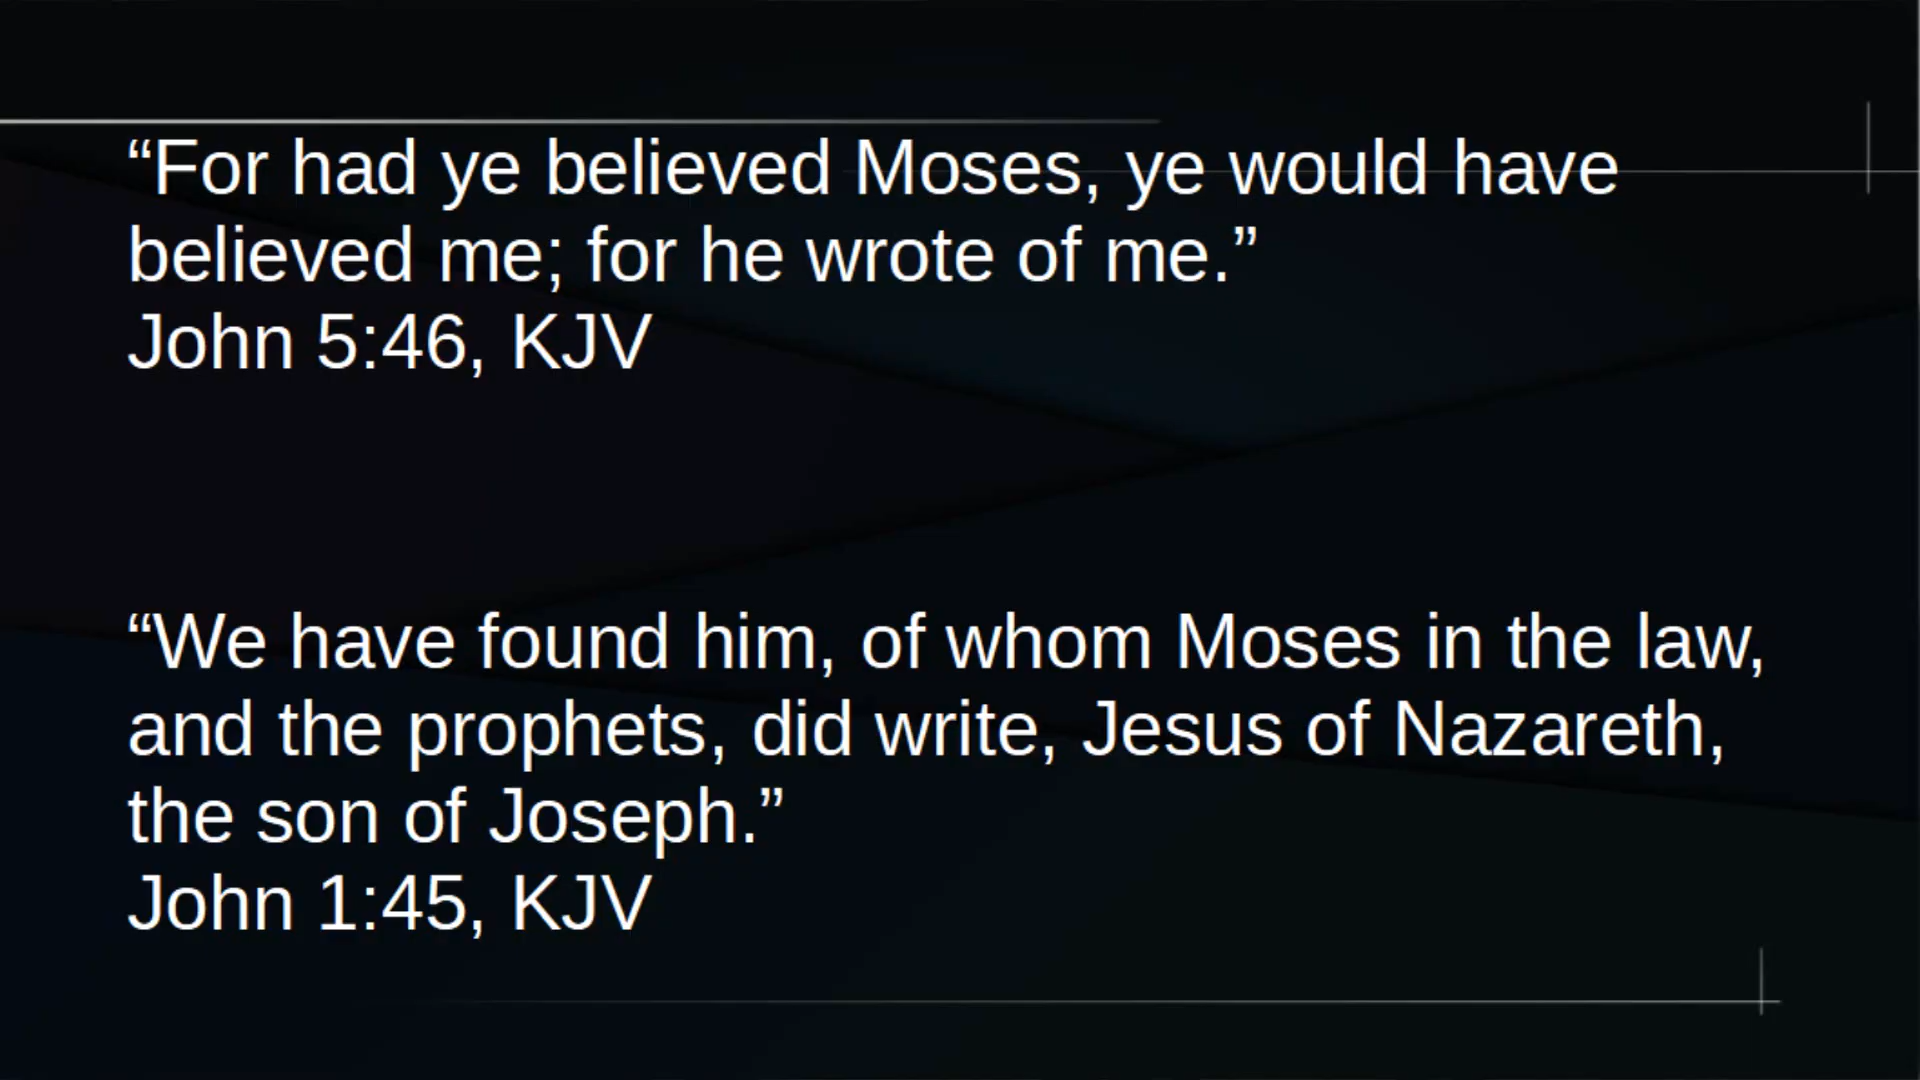 “For had ye believed Moses, ye would have
believed me; for he wrote of me.”
John 5:46, KJV
“We have found him, of whom Moses in the law,
and the prophets, did write, Jesus of Nazareth,
the son of Joseph.”
John 1:45, KJV